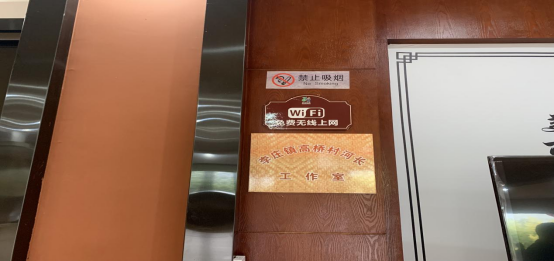 禁止吸烟
No Smoking
WiFi
免费无线上网
李庄镇高桥村河长
工作室